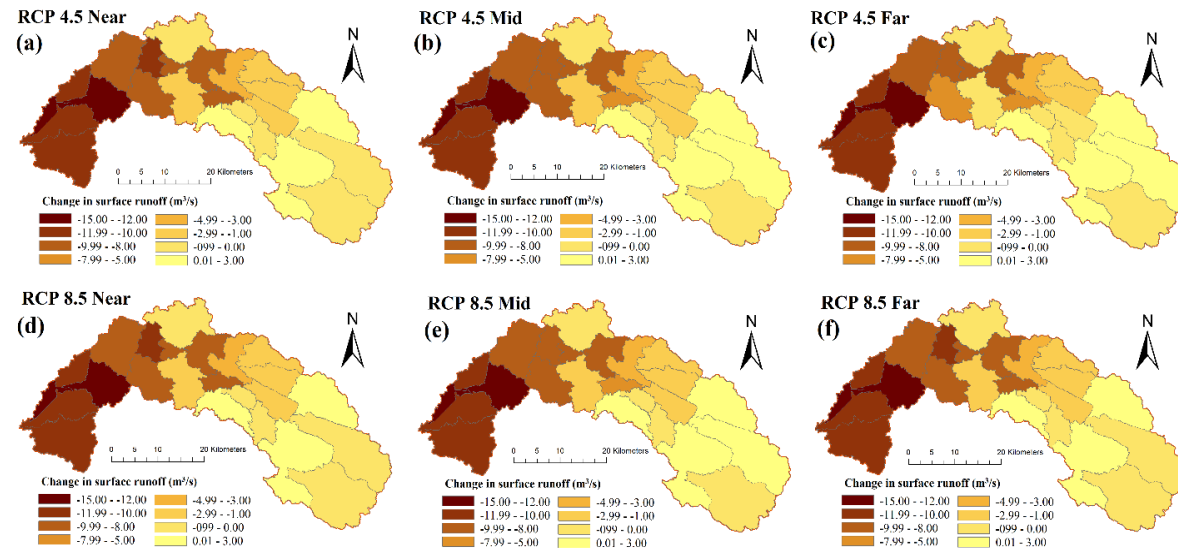 RCP 4.5 Near
(a)
N
0 5 10 20 Kilometers
Change in surface runoff (m³/s)
-15.00 - -12.00 -4.99 - -3.00
-11.99 - -10.00 -2.99 - -1.00
-9.99 - -8.00 -099 - 0.00
-7.99 - -5.00 0.01 - 3.00
RCP 4.5 Mid
(b)
N
0 5 10 20 Kilometers
Change in surface runoff (m³/s)
-15.00 - -12.00 -4.99 - -3.00
-11.99 - -10.00 -2.99 - -1.00
-9.99 - -8.00 -099 - 0.00
-7.99 - -5.00 0.01 - 3.00
RCP 4.5 Far
(c)
N
0 5 10 20 Kilometers
Change in surface runoff (m³/s)
-15.00 - -12.00 -4.99 - -3.00
-11.99 - -10.00 -2.99 - -1.00
-9.99 - -8.00 -099 - 0.00
-7.99 - -5.00 0.01 - 3.00
RCP 8.5 Near
(d)
N
0 5 10 20 Kilometers
Change in surface runoff (m³/s)
-15.00 - -12.00 -4.99 - -3.00
-11.99 - -10.00 -2.99 - -1.00
-9.99 - -8.00 -099 - 0.00
-7.99 - -5.00 0.01 - 3.00
RCP 8.5 Mid
(e)
N
0 5 10 20 Kilometers
Change in surface runoff (m³/s)
-15.00 - -12.00 -4.99 - -3.00
-11.99 - -10.00 -2.99 - -1.00
-9.99 - -8.00 -099 - 0.00
-7.99 - -5.00 0.01 - 3.00
RCP 8.5 Far
(f)
N
0 5 10 20 Kilometers
Change in surface runoff (m³/s)
-15.00 - -12.00 -4.99 - -3.00
-11.99 - -10.00 -2.99 - -1.00
-9.99 - -8.00 -099 - 0.00
-7.99 - -5.00 0.01 - 3.00